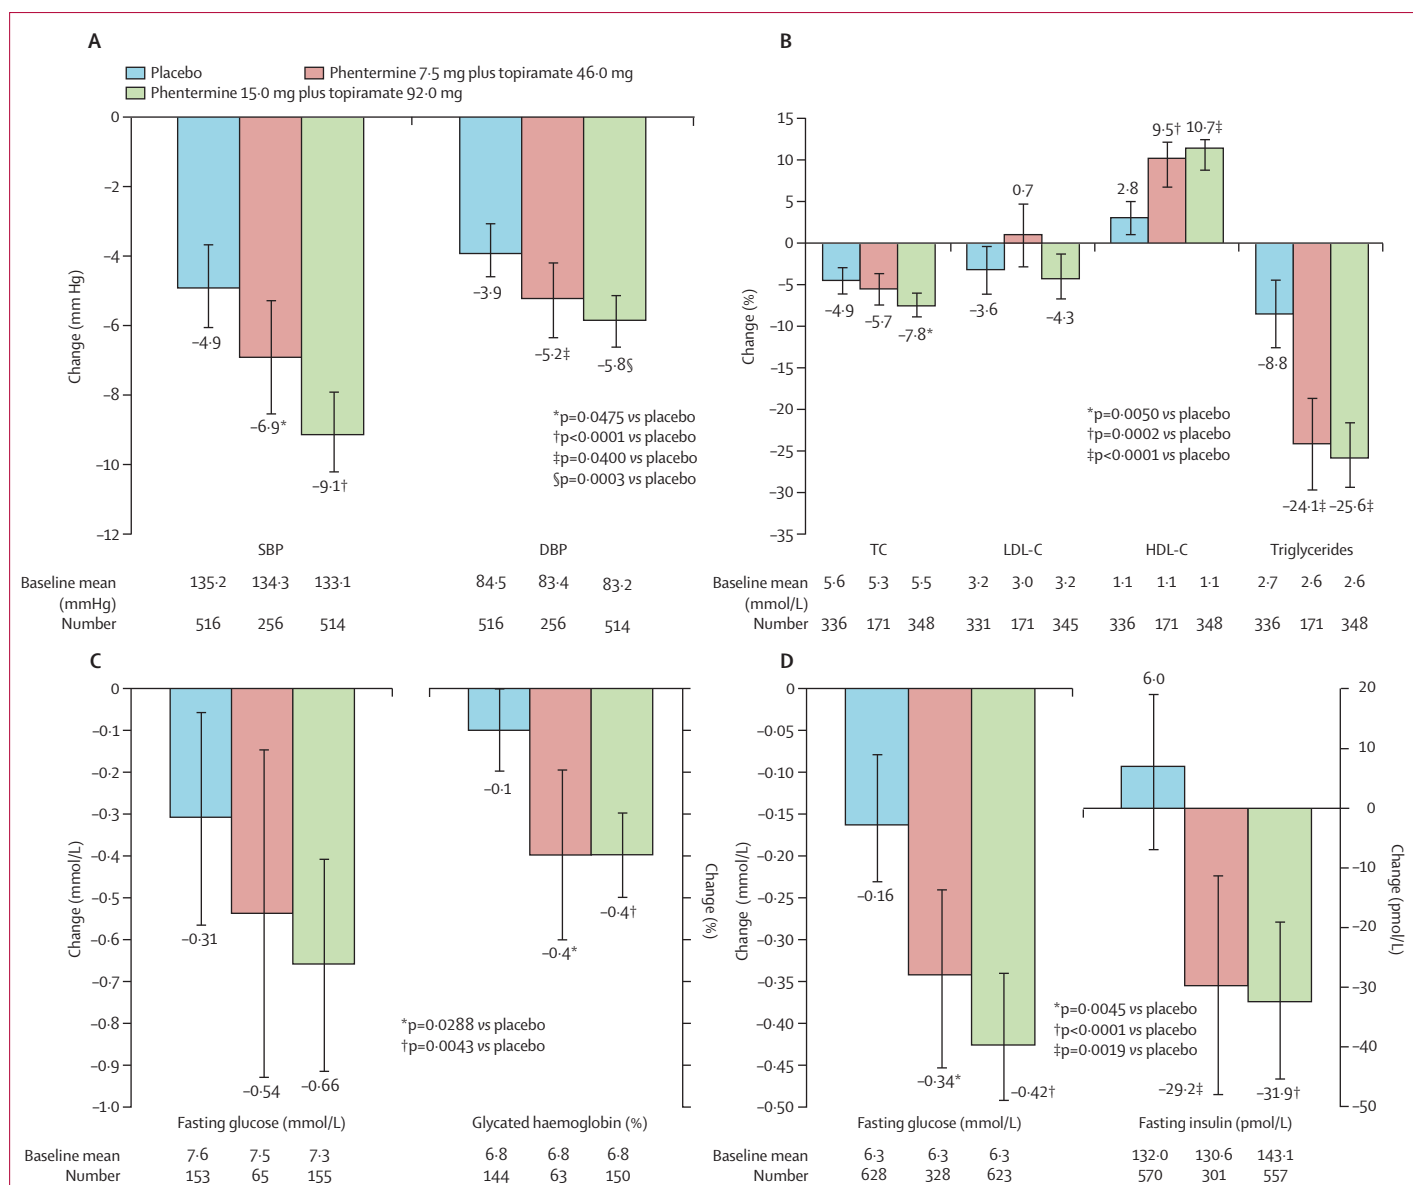 A
Placebo Phentermine 7·5 mg plus topiramate 46·0 mg
Phentermine 15·0 mg plus topiramate 92·0 mg
Change (mm Hg)
0
–2
–4
–6
–8
–10
–12
–4·9
–6·9*
–9·1†
–3·9
–5·2‡
–5·8§
*p=0·0475 vs placebo
†p<0·0001 vs placebo
‡p=0·0400 vs placebo
§p=0·0003 vs placebo
SBP DBP
Baseline mean 135·2 134·3 133·1 84·5 83·4 83·2
(mmHg)
Number 516 256 514 516 256 514
B
Change (%)
15
10
5
0
–5
–10
–15
–20
–25
–30
–35
–4·9
–5·7
–7·8*
–3·6
0·7
–4·3
2·8
9·5†
10·7‡
–8·8
–24·1‡
–25·6‡
*p=0·0050 vs placebo
†p=0·0002 vs placebo
‡p<0·0001 vs placebo
TC LDL-C HDL-C Triglycerides
Baseline mean 5·6 5·3 5·5 3·2 3·0 3·2 1·1 1·1 1·1 2·7 2·6 2·6
(mmol/L)
Number 336 171 348 331 171 345 336 171 348 336 171 348
C
Change (mmol/L)
0
–0·1
–0·2
–0·3
–0·4
–0·5
–0·6
–0·7
–0·8
–0·9
–1·0
–0·31
–0·54
–0·66
–0·1
–0·4*
–0·4†
Change (%)
*p=0·0288 vs placebo
†p=0·0043 vs placebo
Fasting glucose (mmol/L) Glycated haemoglobin (%)
Baseline mean 7·6 7·5 7·3 6·8 6·8 6·8
Number 153 65 155 144 63 150
D
Change (mmol/L)
0
–0·05
–0·10
–0·15
–0·20
–0·25
–0·30
–0·35
–0·40
–0·45
–0·50
–0·16
–0·34*
–0·42†
6·0
–29·2‡
–31·9†
20
10
0
–10
–20
–30
–40
–50
Change (pmol/L)
*p=0·0045 vs placebo
†p<0·0001 vs placebo
‡p=0·0019 vs placebo
Fasting glucose (mmol/L) Fasting insulin (pmol/L)
Baseline mean 6·3 6·3 6·3 132·0 130·6 143·1
Number 628 328 623 570 301 557